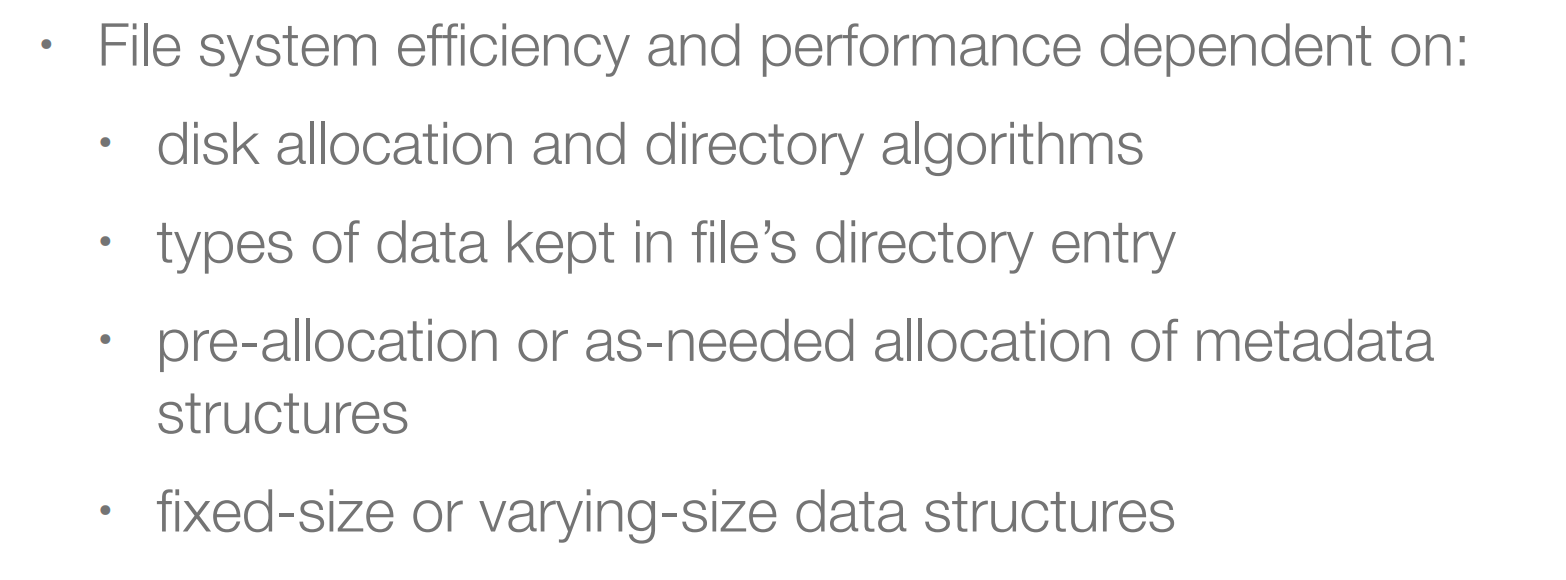 • File system efficiency and performance dependent on:
• disk allocation and directory algorithms
• types of data kept in file’s directory entry
• pre-allocation or as-needed allocation of metadata
structures
• fixed-size or varying-size data structures